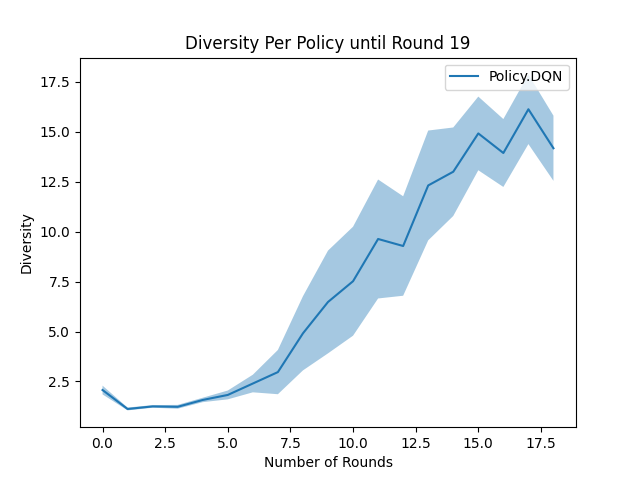 Diversity Per Policy until Round 19
Policy.DQN
17.5
15.0
12.5
10.0
7.5
5.0
2.5
Diversity
0.0 2.5 5.0 7.5 10.0 12.5 15.0 17.5
Number of Rounds